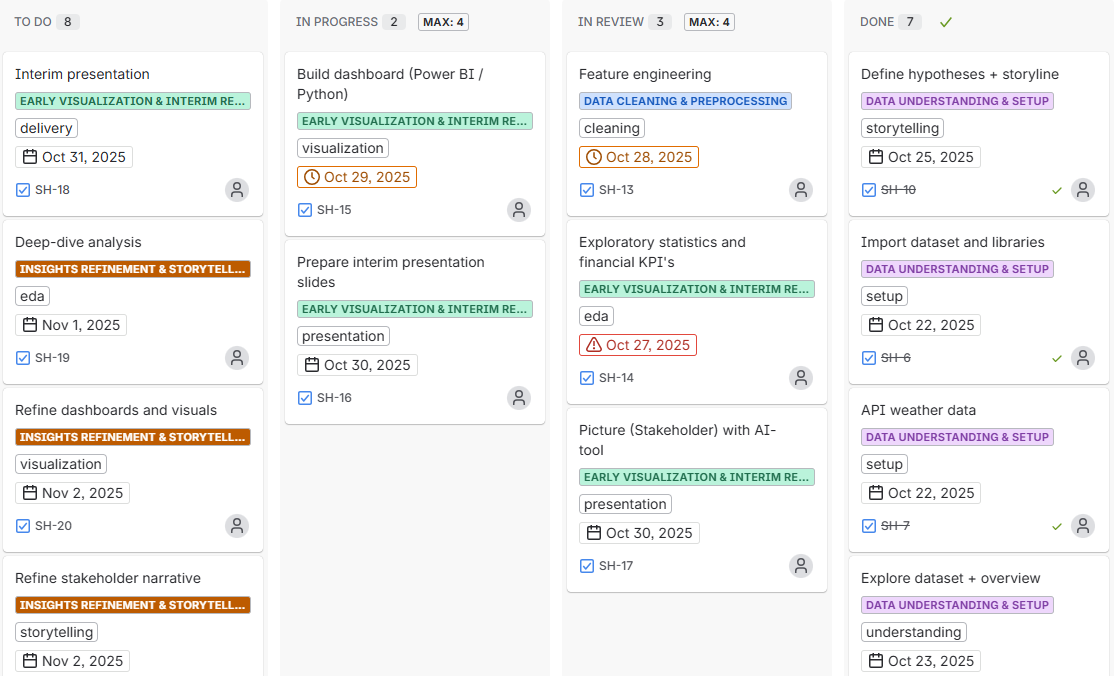 TO DO 8
Interim presentation
EARLY VISUALIZATION & INTERIM RE...
delivery
Oct 31, 2025
SH-18
Deep-dive analysis
INSIGHTS REFINEMENT & STORYTELL...
eda
Nov 1, 2025
SH-19
Refine dashboards and visuals
INSIGHTS REFINEMENT & STORYTELL...
visualization
Nov 2, 2025
SH-20
Refine stakeholder narrative
INSIGHTS REFINEMENT & STORYTELL...
storytelling
Nov 2, 2025
IN PROGRESS 2 MAX: 4
Build dashboard (Power BI /
Python)
EARLY VISUALIZATION & INTERIM RE...
visualization
Oct 29, 2025
SH-15
Prepare interim presentation
slides
EARLY VISUALIZATION & INTERIM RE...
presentation
Oct 30, 2025
SH-16
IN REVIEW 3 MAX: 4
Feature engineering
DATA CLEANING & PREPROCESSING
cleaning
Oct 28, 2025
SH-13
Exploratory statistics and
financial KPI's
EARLY VISUALIZATION & INTERIM RE...
eda
Oct 27, 2025
SH-14
Picture (Stakeholder) with AI-
tool
EARLY VISUALIZATION & INTERIM RE...
presentation
Oct 30, 2025
SH-17
DONE 7
Define hypotheses + storyline
DATA UNDERSTANDING & SETUP
storytelling
Oct 25, 2025
SH-10
Import dataset and libraries
DATA UNDERSTANDING & SETUP
setup
Oct 22, 2025
SH-6
API weather data
DATA UNDERSTANDING & SETUP
setup
Oct 22, 2025
SH-7
Explore dataset + overview
DATA UNDERSTANDING & SETUP
understanding
Oct 23, 2025